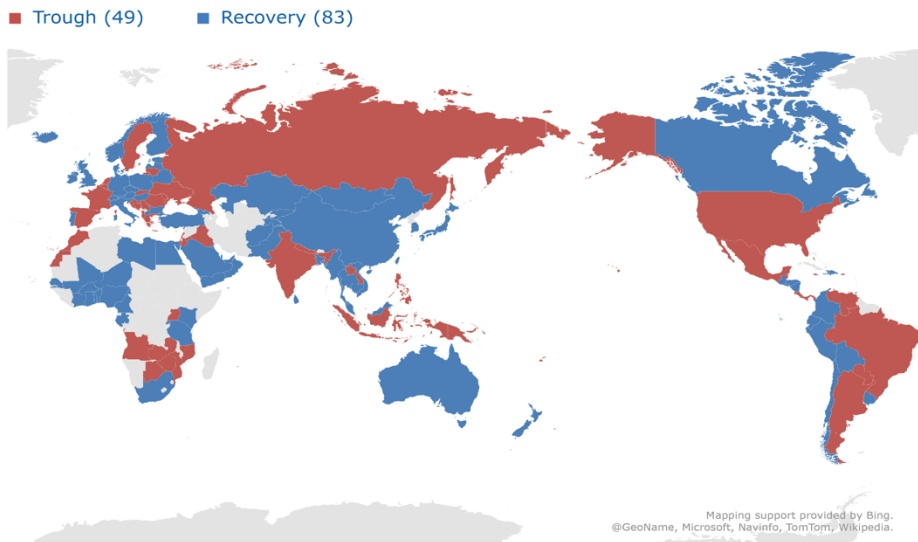 Trough (49)
Recovery (83)
Mapping support provided by Bing.
@GeoName, Microsoft, Navinfo, TomTom, Wikipedia.